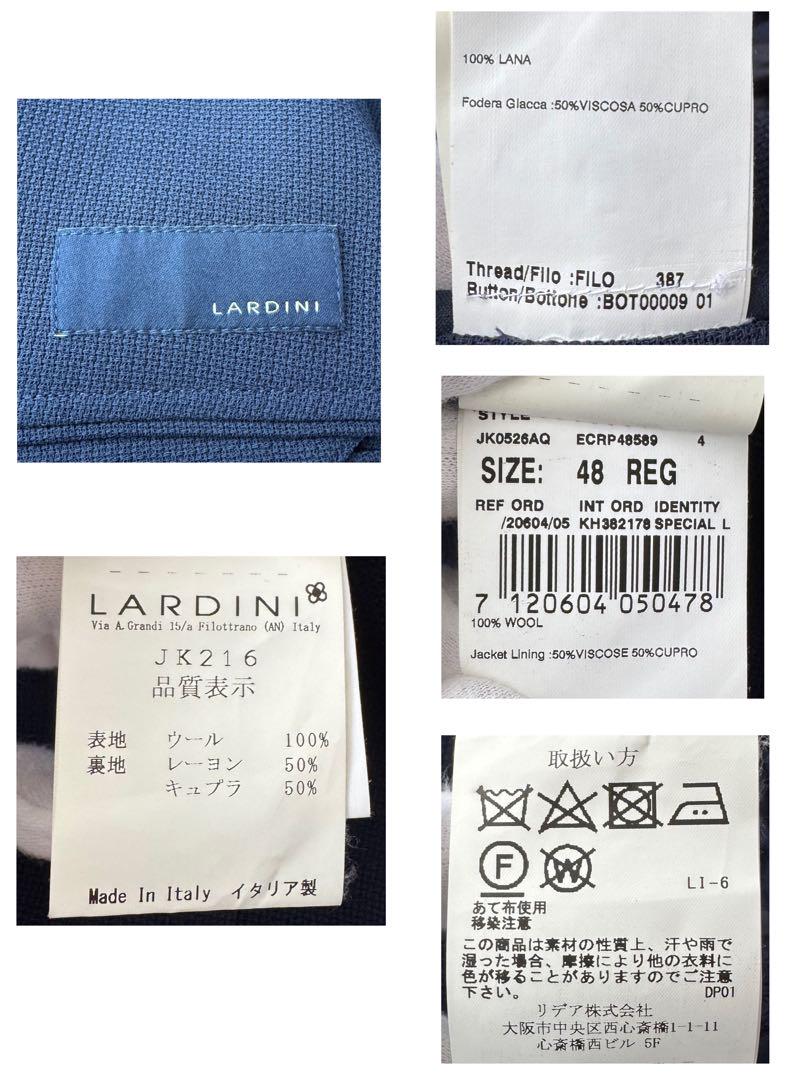 LARDINI
100% LANA
Fodera Giacca :50%VISCOSA 50%CUPRO
Thread/Filo :FILO 387
Button/Bottone :BOT00009 01
STYLE
JK0526AQ ECRP48589 4
SIZE: 48 REG
REF ORD INT ORD IDENTITY
/20604/05 KH382178 SPECIAL L
7 120604 050478
100% WOOL
Jacket Lining :50%VISCOSE 50%CUPRO
LARDINI
Via A.Grandi 15/a Filottrano (AN) Italy
JK216
品質表示
表地 ウール 100%
裏地 レーヨン 50%
キュプラ 50%
Made In Italy イタリア製
取扱い方
F W
LI-6
あて布使用
移染注意
この商品は素材の性質上、汗や雨で
湿った場合、摩擦により他の衣料に
色が移ることがありますのでご注意
下さい。 DP01
リデア株式会社
大阪市中央区西心斎橋1-1-11
心斎橋西ビル 5F